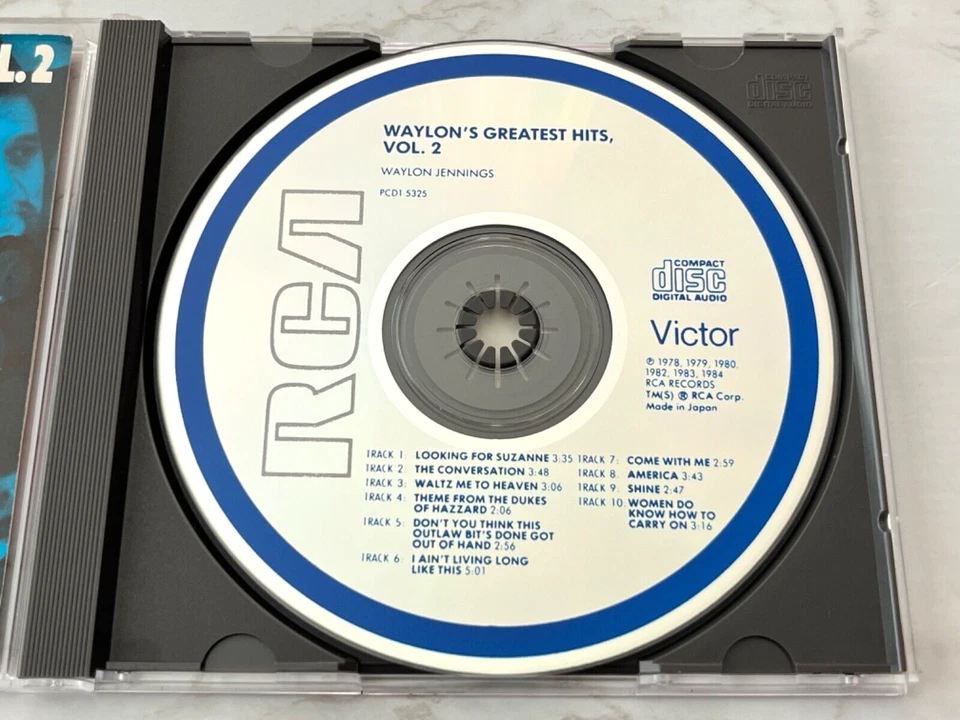 L. 2
COMPACT
disc
DIGITAL AUDIO
WAYLON'S GREATEST HITS,
VOL. 2
WAYLON JENNINGS
PCD1 5325
RCA
COMPACT
disc
DIGITAL AUDIO
Victor
℗ 1978, 1979, 1980,
1982, 1983, 1984
RCA RECORDS
TM(S) ® RCA Corp.
Made in Japan
TRACK 1: LOOKING FOR SUZANNE 3:35
TRACK 2: THE CONVERSATION 3:48
TRACK 3: WALTZ ME TO HEAVEN 3:06
TRACK 4: THEME FROM THE DUKES
OF HAZZARD 2:06
TRACK 5: DON'T YOU THINK THIS
OUTLAW BIT'S DONE GOT
OUT OF HAND 2:56
TRACK 6: I AIN'T LIVING LONG
LIKE THIS 5:01
TRACK 7: COME WITH ME 2:59
TRACK 8: AMERICA 3:43
TRACK 9: SHINE 2:47
TRACK 10: WOMEN DO
KNOW HOW TO
CARRY ON 3:16